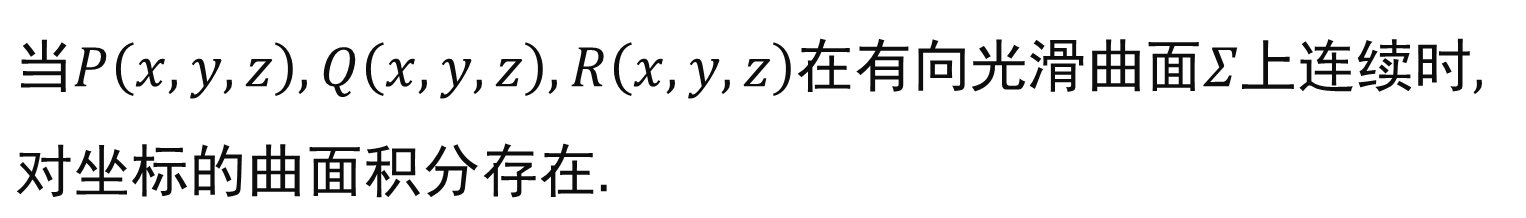 当P(x, y, z), Q(x, y, z), R(x, y, z)在有向光滑曲面Σ上连续时,
对坐标的曲面积分存在.